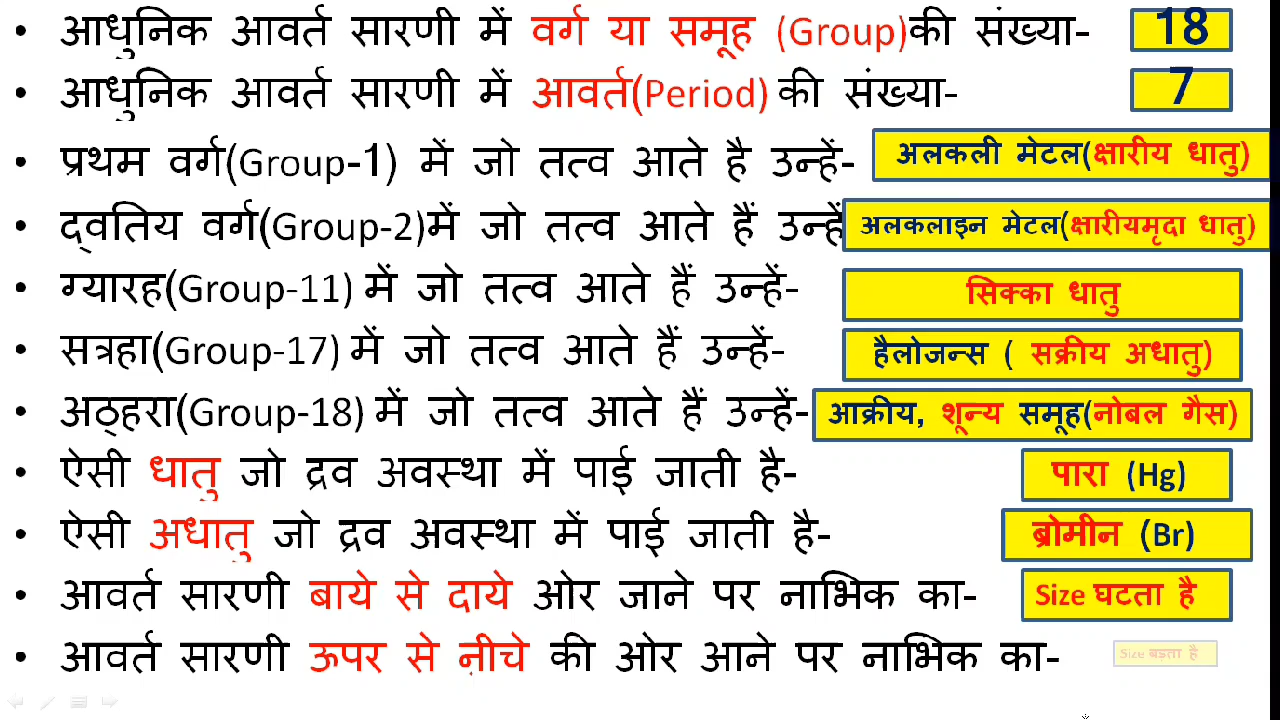 • आधुनिक आवर्त सारणी में वर्ग या समूह (Group)की संख्या- 18
• आधुनिक आवर्त सारणी में आवर्त(Period) की संख्या- 7
• प्रथम वर्ग(Group-1) में जो तत्व आते है उन्हें- अलकली मेटल(क्षारीय धातु)
• द्वतिय वर्ग(Group-2)में जो तत्व आते हैं उन्हें अलकलाइन मेटल(क्षारीयमृदा धातु)
• ग्यारह(Group-11) में जो तत्व आते हैं उन्हें- सिक्का धातु
• सत्रहा(Group-17) में जो तत्व आते हैं उन्हें- हैलोजन्स ( सक्रीय अधातु)
• अठ्हरा(Group-18) में जो तत्व आते हैं उन्हें- आक्रीय, शून्य समूह(नोबल गैस)
• ऐसी धातु जो द्रव अवस्था में पाई जाती है- पारा (Hg)
• ऐसी अधातु जो द्रव अवस्था में पाई जाती है- ब्रोमीन (Br)
• आवर्त सारणी बाये से दाये ओर जाने पर नाभिक का- Size घटता है
• आवर्त सारणी ऊपर से नीचे की ओर आने पर नाभिक का- Size बड़ता है